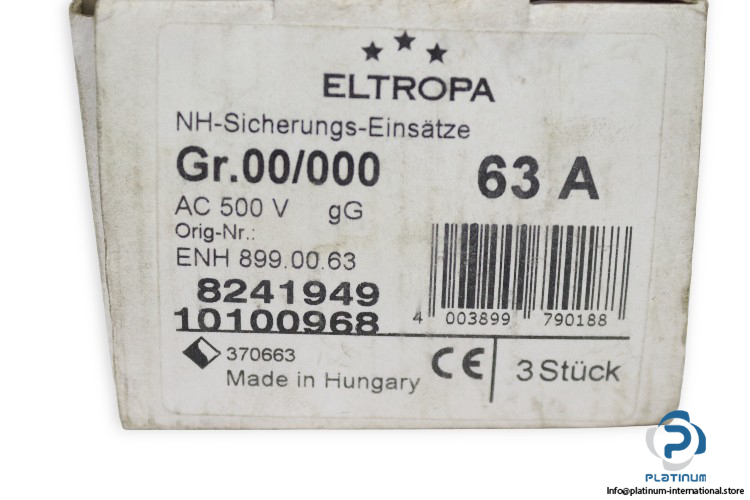 ELTROPA
NH-Sicherungs-Einsätze
Gr.00/000 63 A
AC 500 V gG
Orig-Nr.:
ENH 899.00.63
8241949
10100968
4 003899 790188
370663
Made in Hungary
CE
3 Stück
PLATINUM
Info@platinum-international.store